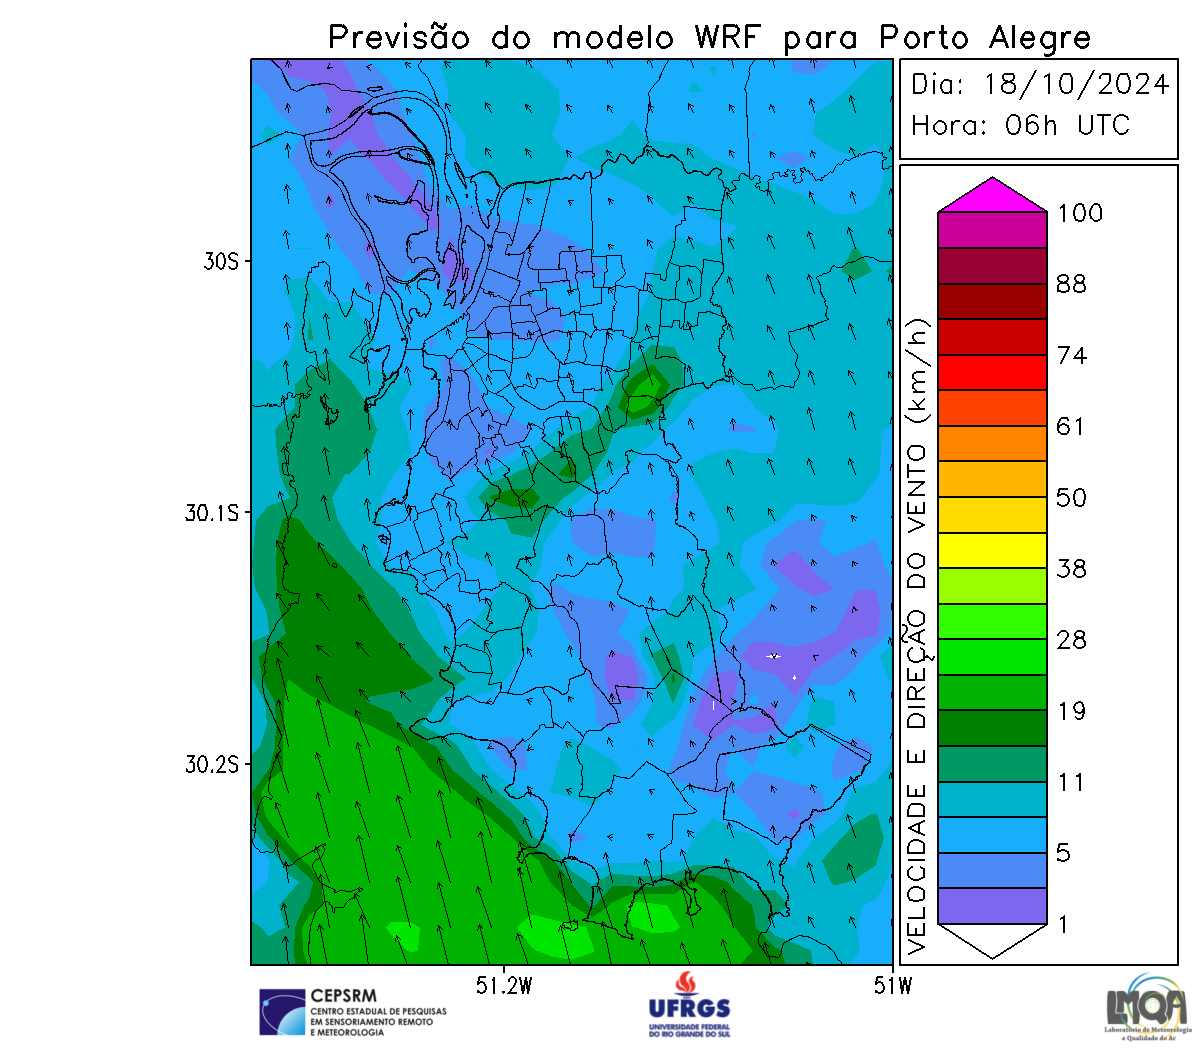 Previsão do modelo WRF para Porto Alegre
Dia: 18/10/2024
Hora: 06h UTC
30S
30.1S
30.2S
51.2W
51W
VELOCIDADE E DIREÇÃO DO VENTO (km/h)
100
88
74
61
50
38
28
19
11
5
1
CEPSRM
CENTRO ESTADUAL DE PESQUISAS
EM SENSORIAMENTO REMOTO
E METEOROLOGIA
UFRGS
UNIVERSIDADE FEDERAL
DO RIO GRANDE DO SUL
LMQA
Laboratório de Meteorologia
e Qualidade do Ar